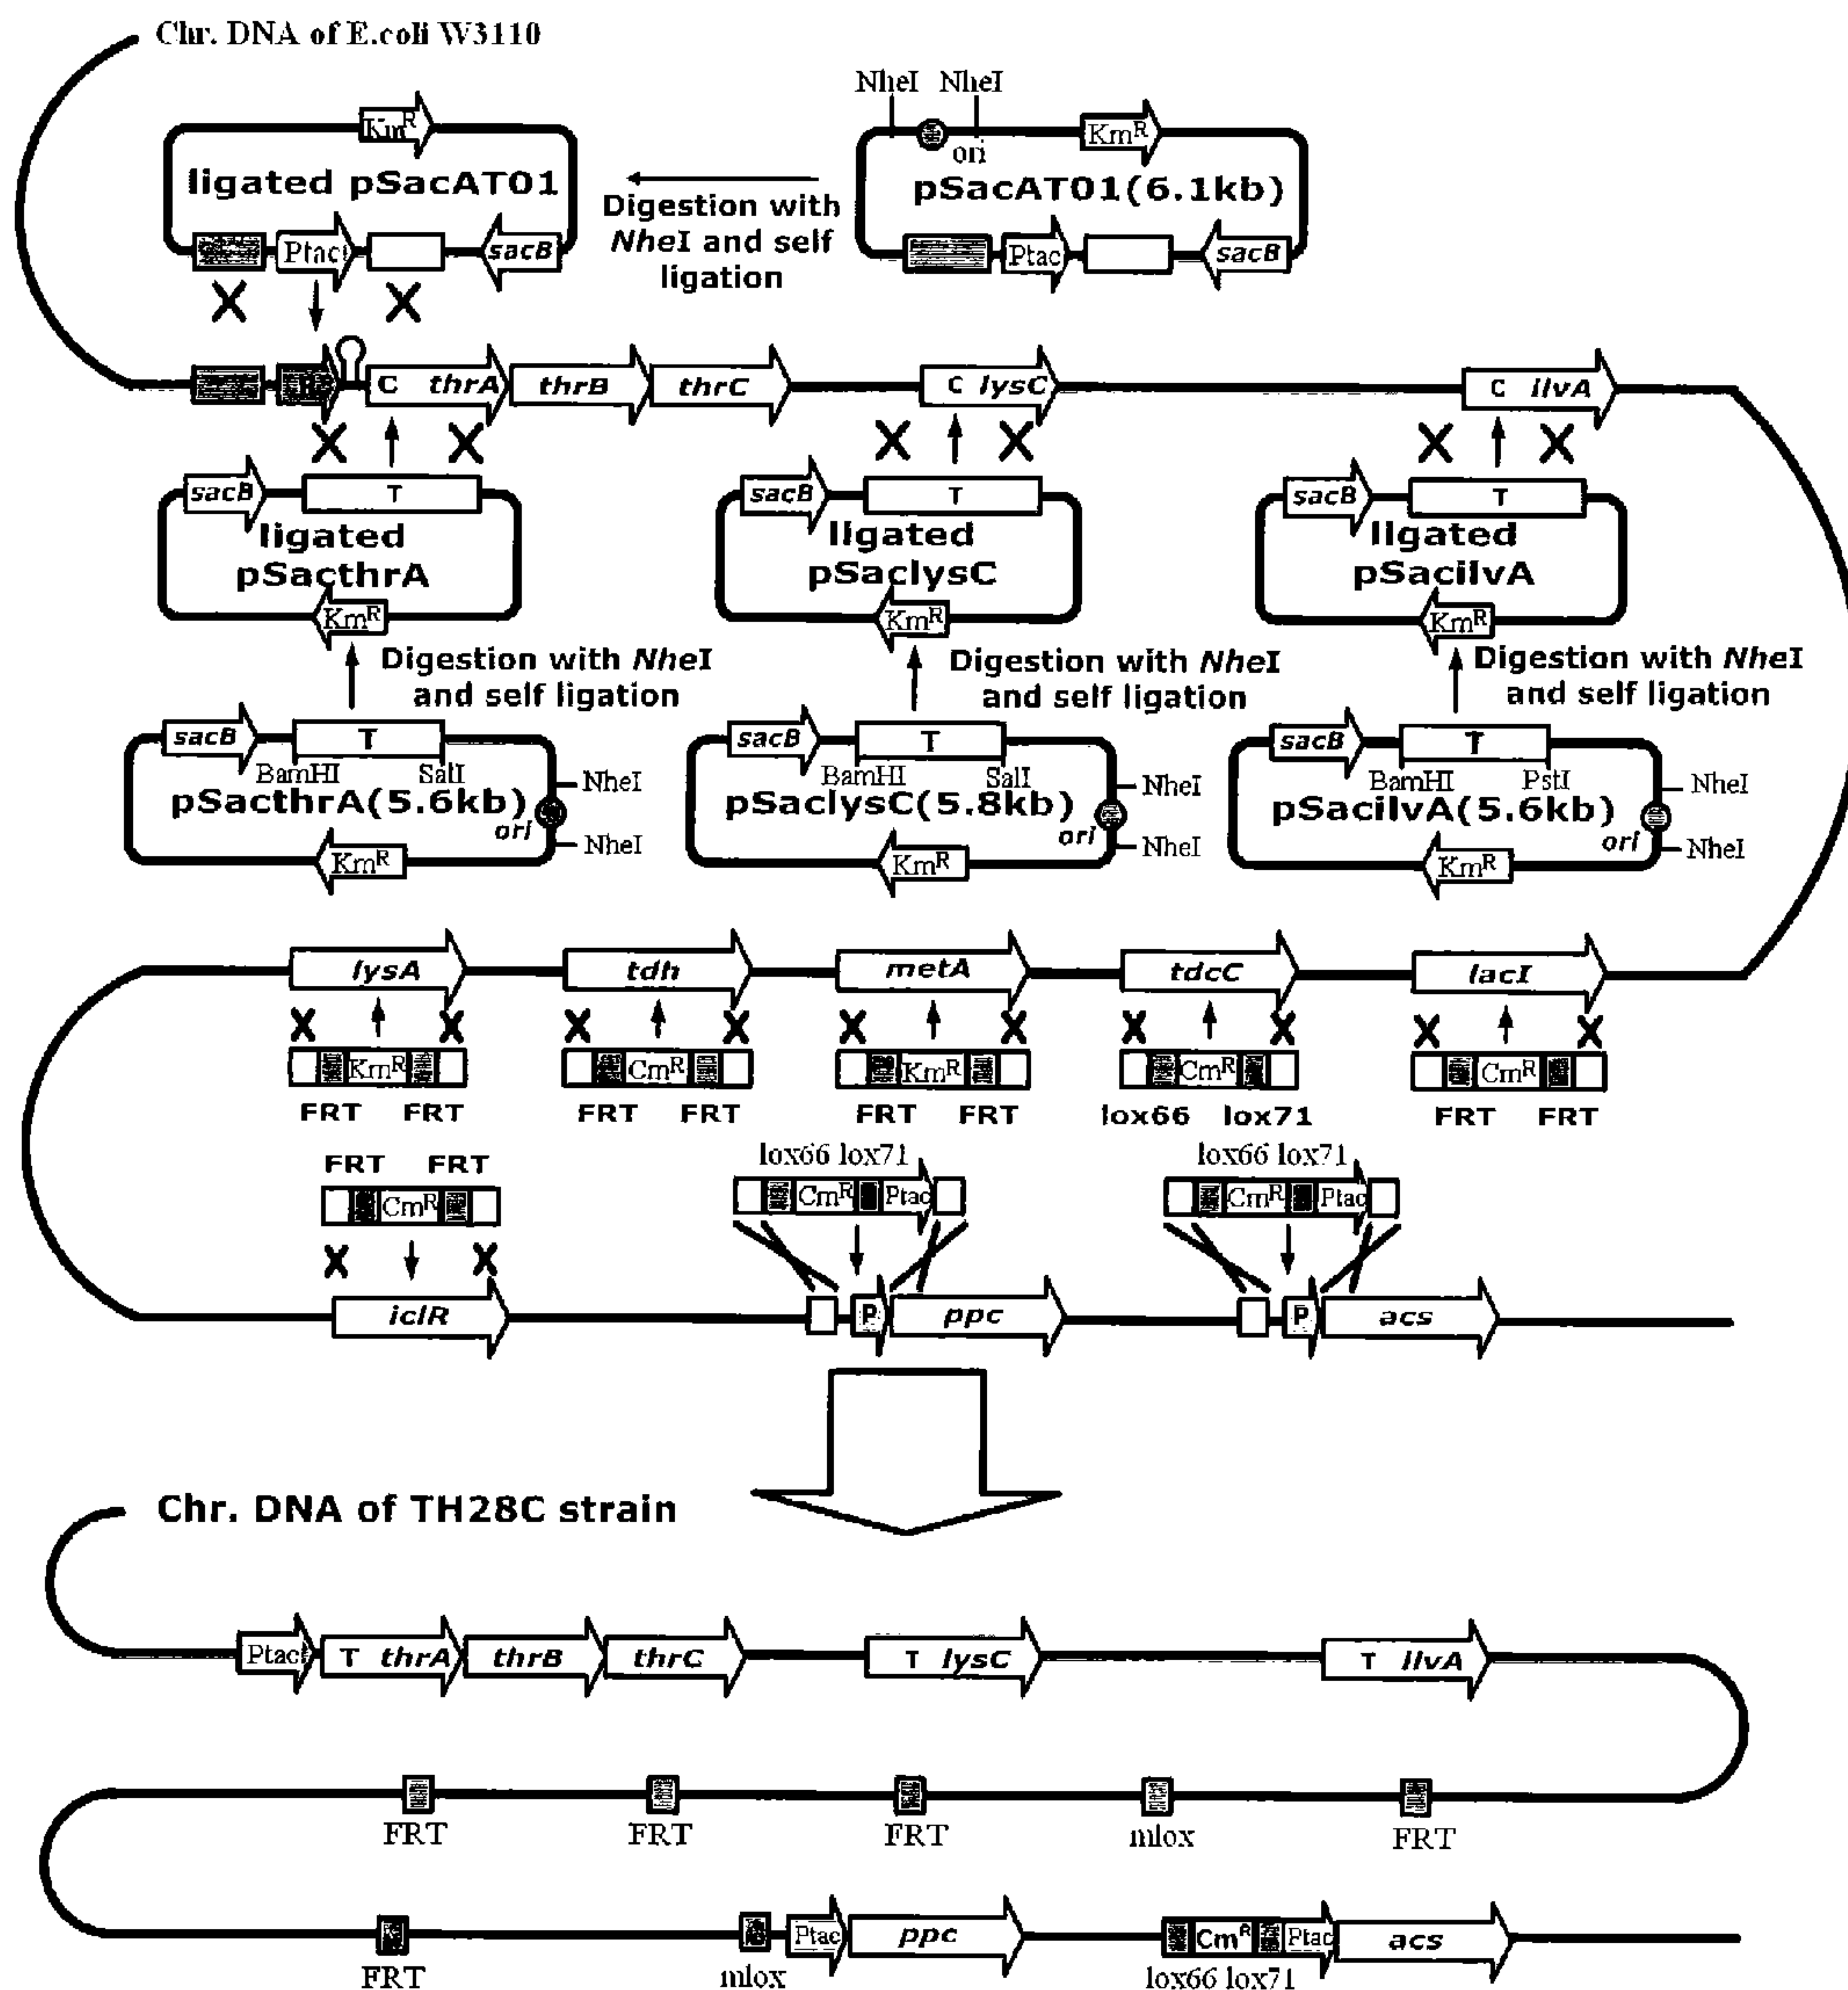 Chr. DNA of E.coli W3110
NheI NheI
KmR
ori
KmR
ligated pSacAT01
pSacAT01(6.1kb)
Digestion with
NheI and self
ligation
Ptac
sacB
Ptac
sacB
C thrA thrB thrC C lysC C ilvA
sacB T
ligated
pSacthrA
KmR
sacB T
ligated
pSaclysC
KmR
sacB T
ligated
pSacilvA
KmR
Digestion with NheI
and self ligation
Digestion with NheI
and self ligation
Digestion with NheI
and self ligation
sacB T
BamHI SalI
NheI
pSacthrA(5.6kb)
ori
NheI
KmR
sacB T
BamHI SalI
NheI
pSaclysC(5.8kb)
ori
NheI
KmR
sacB T
BamHI PstI
NheI
pSacilvA(5.6kb)
ori
NheI
KmR
lysA tdh metA tdcC lacI
KmR CmR KmR CmR CmR
FRT FRT FRT FRT FRT FRT lox66 lox71 FRT FRT
FRT FRT
lox66 lox71
lox66 lox71
CmR
CmR Ptac
CmR Ptac
iclR P ppc P acs
Chr. DNA of TH28C strain
Ptac T thrA thrB thrC T lysC T ilvA
FRT FRT FRT mlox FRT
Ptac ppc CmR Ptac acs
FRT mlox lox66 lox71